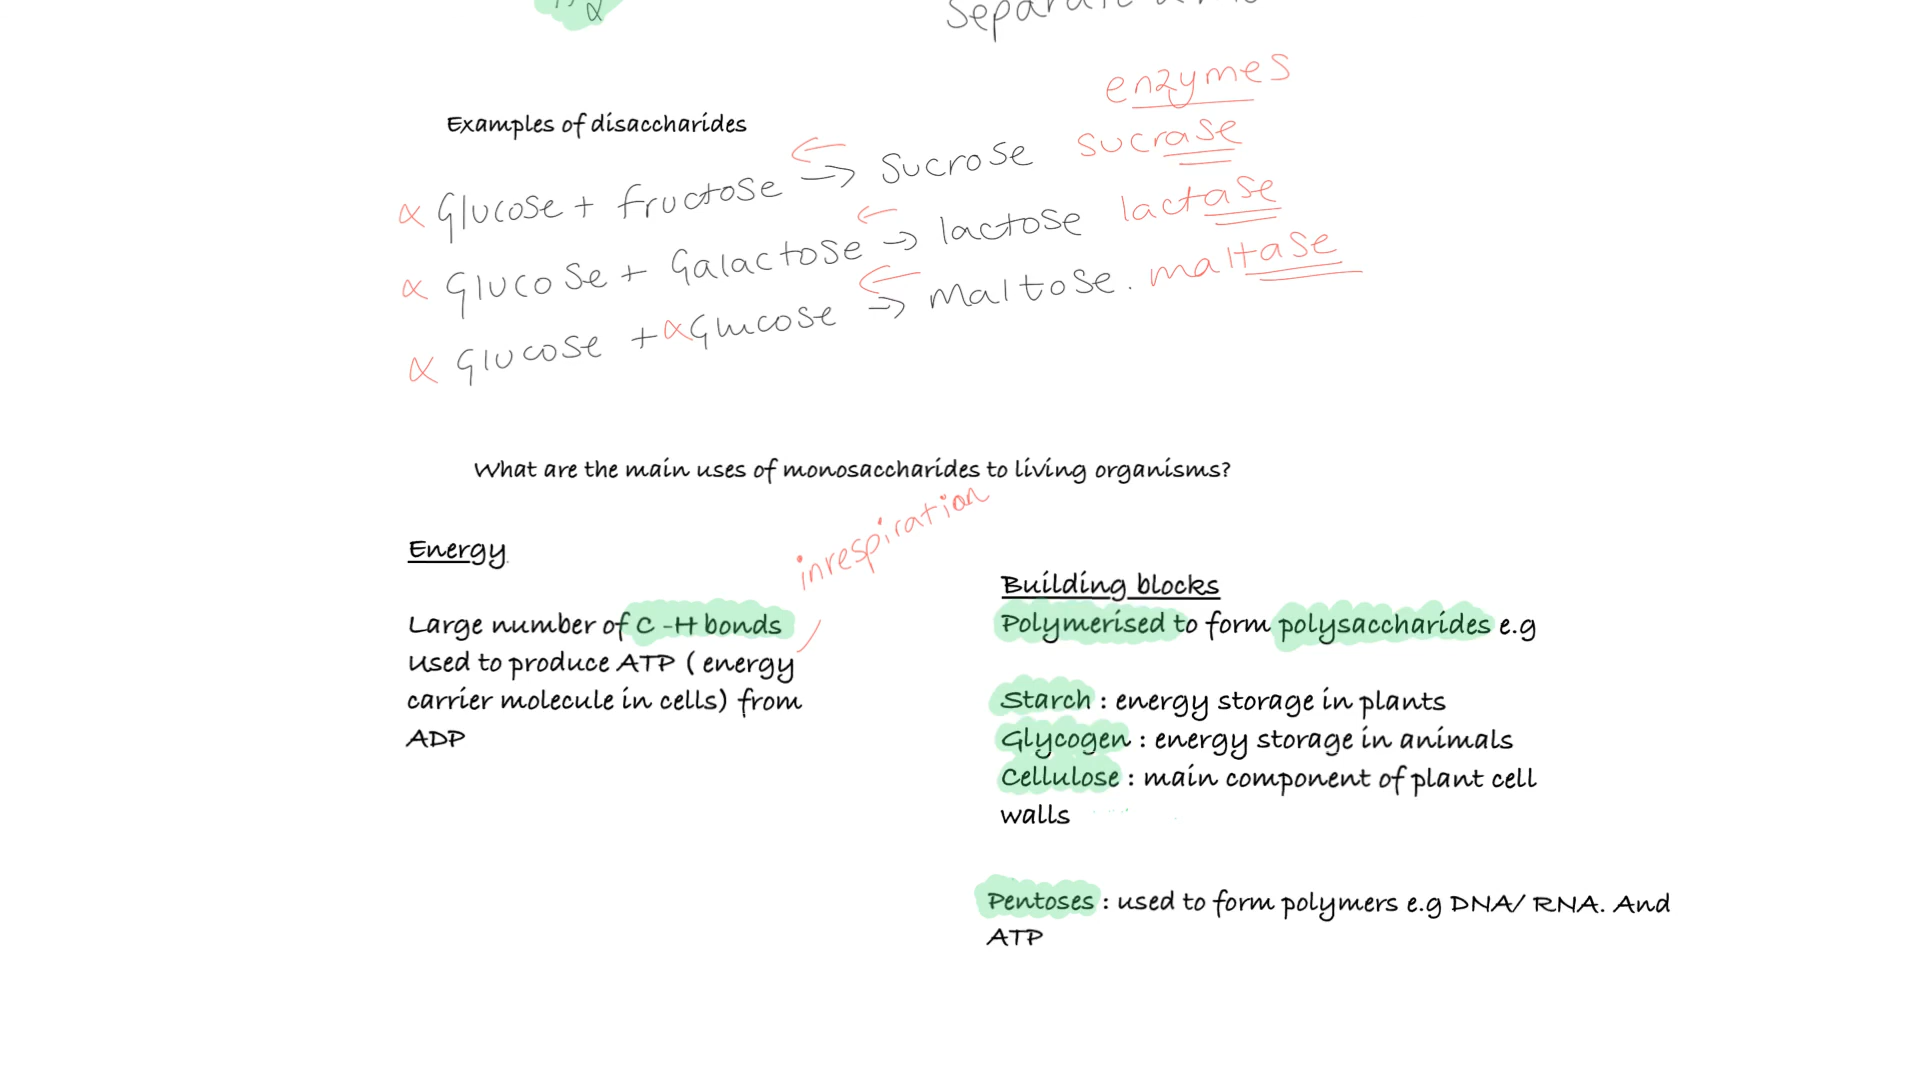 α
Separate
enzymes
Examples of disaccharides
α Glucose + fructose → Sucrose sucrase
α Glucose + Galactose → lactose lactase
α Glucose + αGlucose → maltose. maltase
What are the main uses of monosaccharides to living organisms?
inrespiration
Energy
Large number of C -H bonds
Used to produce ATP ( energy
carrier molecule in cells) from
ADP
Building blocks
Polymerised to form polysaccharides e.g
Starch : energy storage in plants
Glycogen : energy storage in animals
Cellulose : main component of plant cell
walls
Pentoses : used to form polymers e.g DNA/ RNA. And
ATP